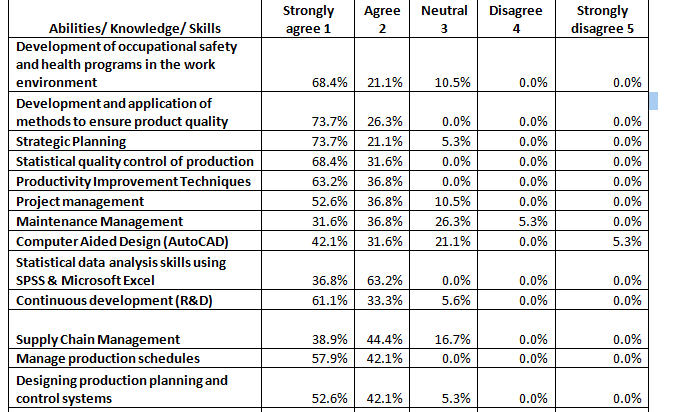 Abilities/ Knowledge/ Skills Strongly agree 1 Agree 2 Neutral 3 Disagree 4 Strongly disagree 5
Development of occupational safety
and health programs in the work
environment 68.4% 21.1% 10.5% 0.0% 0.0%
Development and application of
methods to ensure product quality 73.7% 26.3% 0.0% 0.0% 0.0%
Strategic Planning 73.7% 21.1% 5.3% 0.0% 0.0%
Statistical quality control of production 68.4% 31.6% 0.0% 0.0% 0.0%
Productivity Improvement Techniques 63.2% 36.8% 0.0% 0.0% 0.0%
Project management 52.6% 36.8% 10.5% 0.0% 0.0%
Maintenance Management 31.6% 36.8% 26.3% 5.3% 0.0%
Computer Aided Design (AutoCAD) 42.1% 31.6% 21.1% 0.0% 5.3%
Statistical data analysis skills using
SPSS & Microsoft Excel 36.8% 63.2% 0.0% 0.0% 0.0%
Continuous development (R&D) 61.1% 33.3% 5.6% 0.0% 0.0%
Supply Chain Management 38.9% 44.4% 16.7% 0.0% 0.0%
Manage production schedules 57.9% 42.1% 0.0% 0.0% 0.0%
Designing production planning and
control systems 52.6% 42.1% 5.3% 0.0% 0.0%